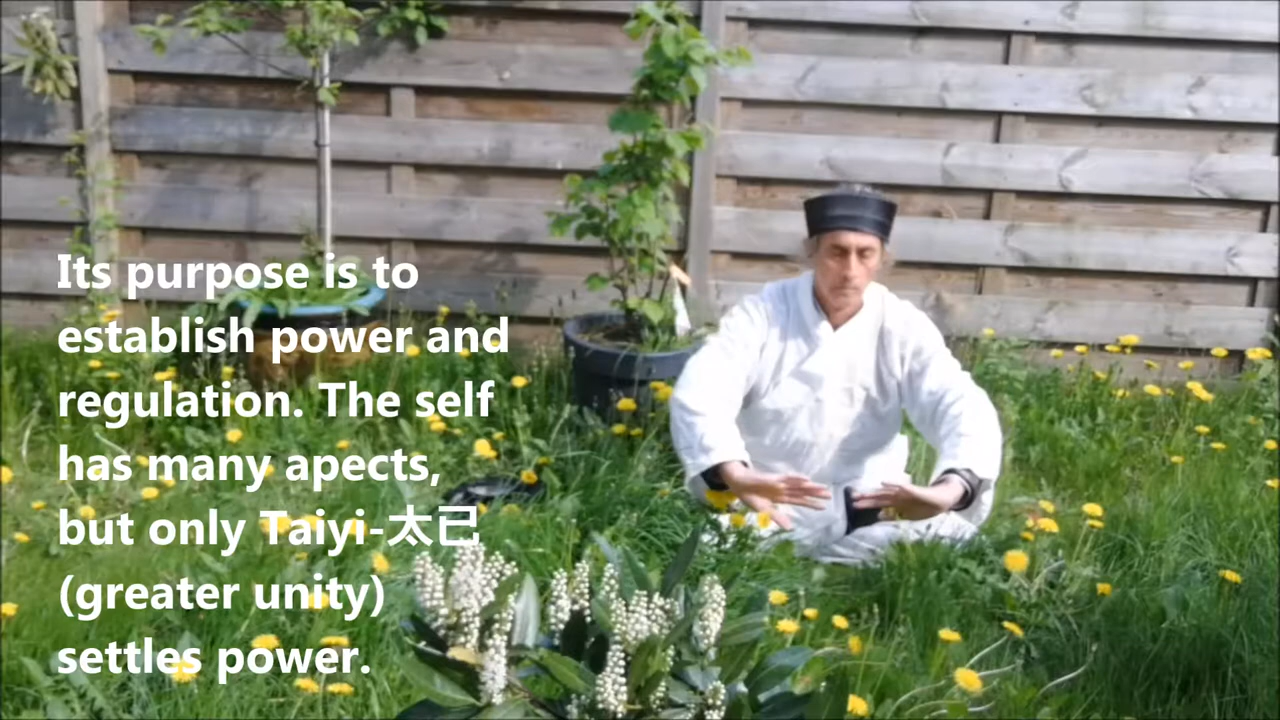 Its purpose is to
establish power and
regulation. The self
has many apects,
but only Taiyi-太己
(greater unity)
settles power.